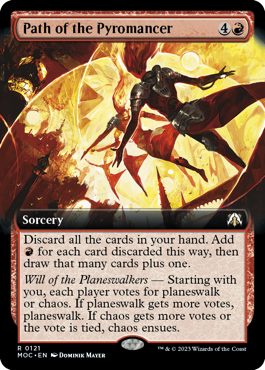 Path of the Pyromancer 4
Sorcery
Discard all the cards in your hand. Add
for each card discarded this way, then
draw that many cards plus one.
Will of the Planeswalkers — Starting with
you, each player votes for planeswalk
or chaos. If planeswalk gets more votes,
planeswalk. If chaos gets more votes or
the vote is tied, chaos ensues.
R 0121
MOC • EN DOMINIK MAYER
™ & © 2023 Wizards of the Coast